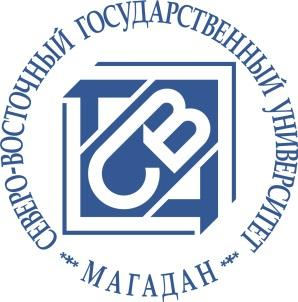 СЕВЕРО-ВОСТОЧНЫЙ ГОСУДАРСТВЕННЫЙ УНИВЕРСИТЕТ
СВ
*** МАГАДАН ***